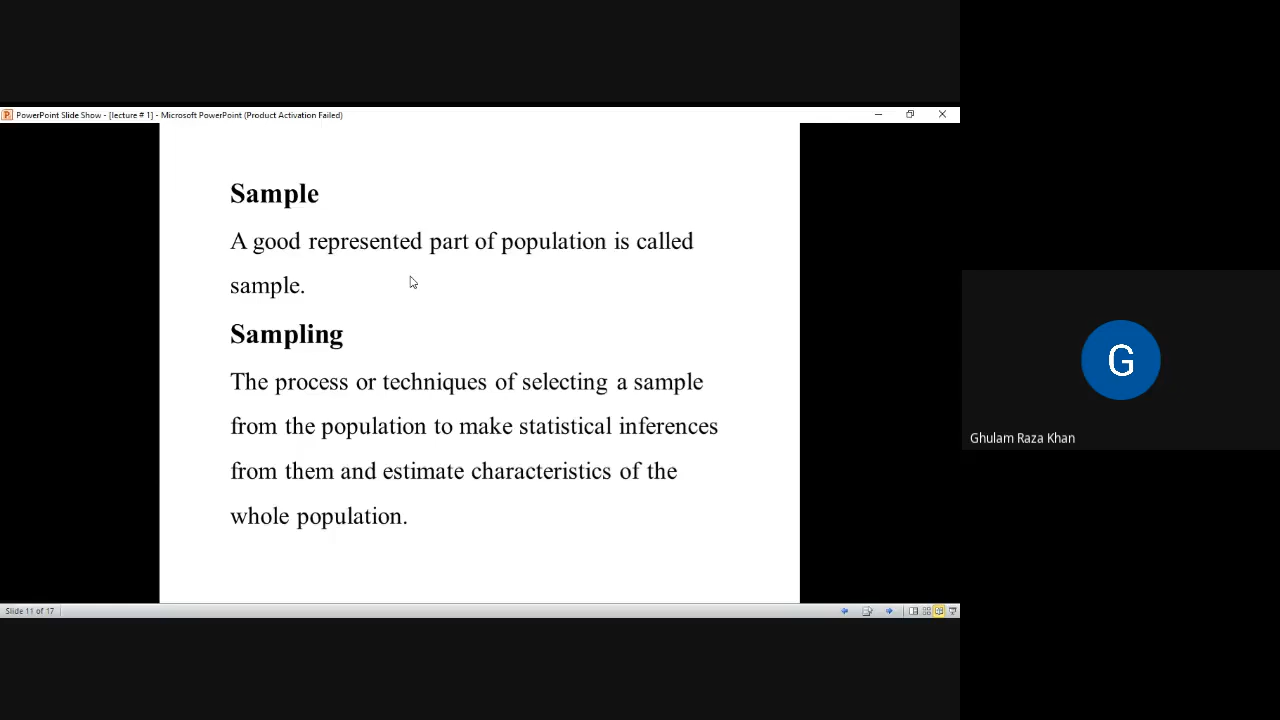 PowerPoint Slide Show - [lecture # 1] - Microsoft PowerPoint (Product Activation Failed)
Sample
A good represented part of population is called
sample.
Sampling
The process or techniques of selecting a sample
from the population to make statistical inferences
from them and estimate characteristics of the
whole population.
Slide 11 of 17
G
Ghulam Raza Khan